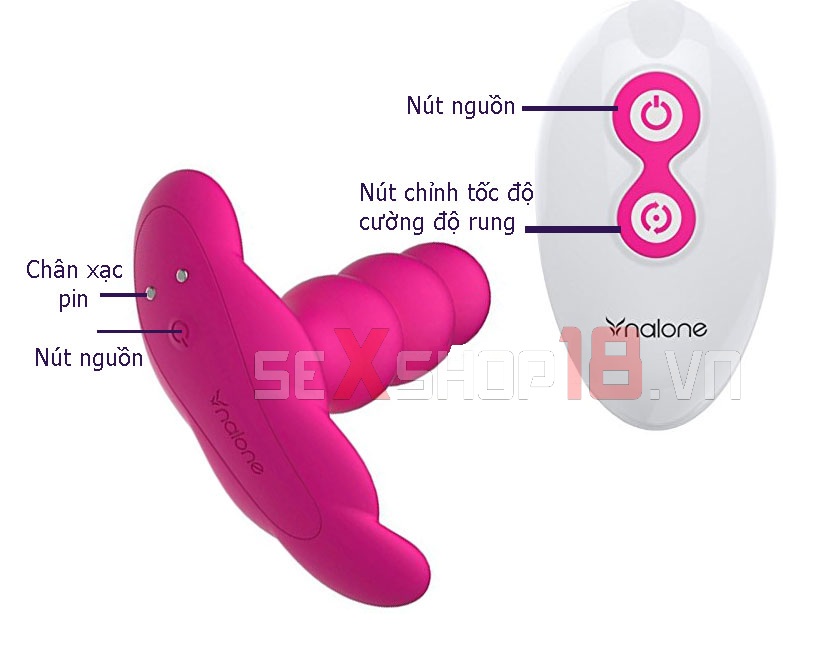 Nút nguồn
Nút chỉnh tốc độ
cường độ rung
Chân xạc
pin
Nút nguồn
nalone
nalone
seXshop18.vn